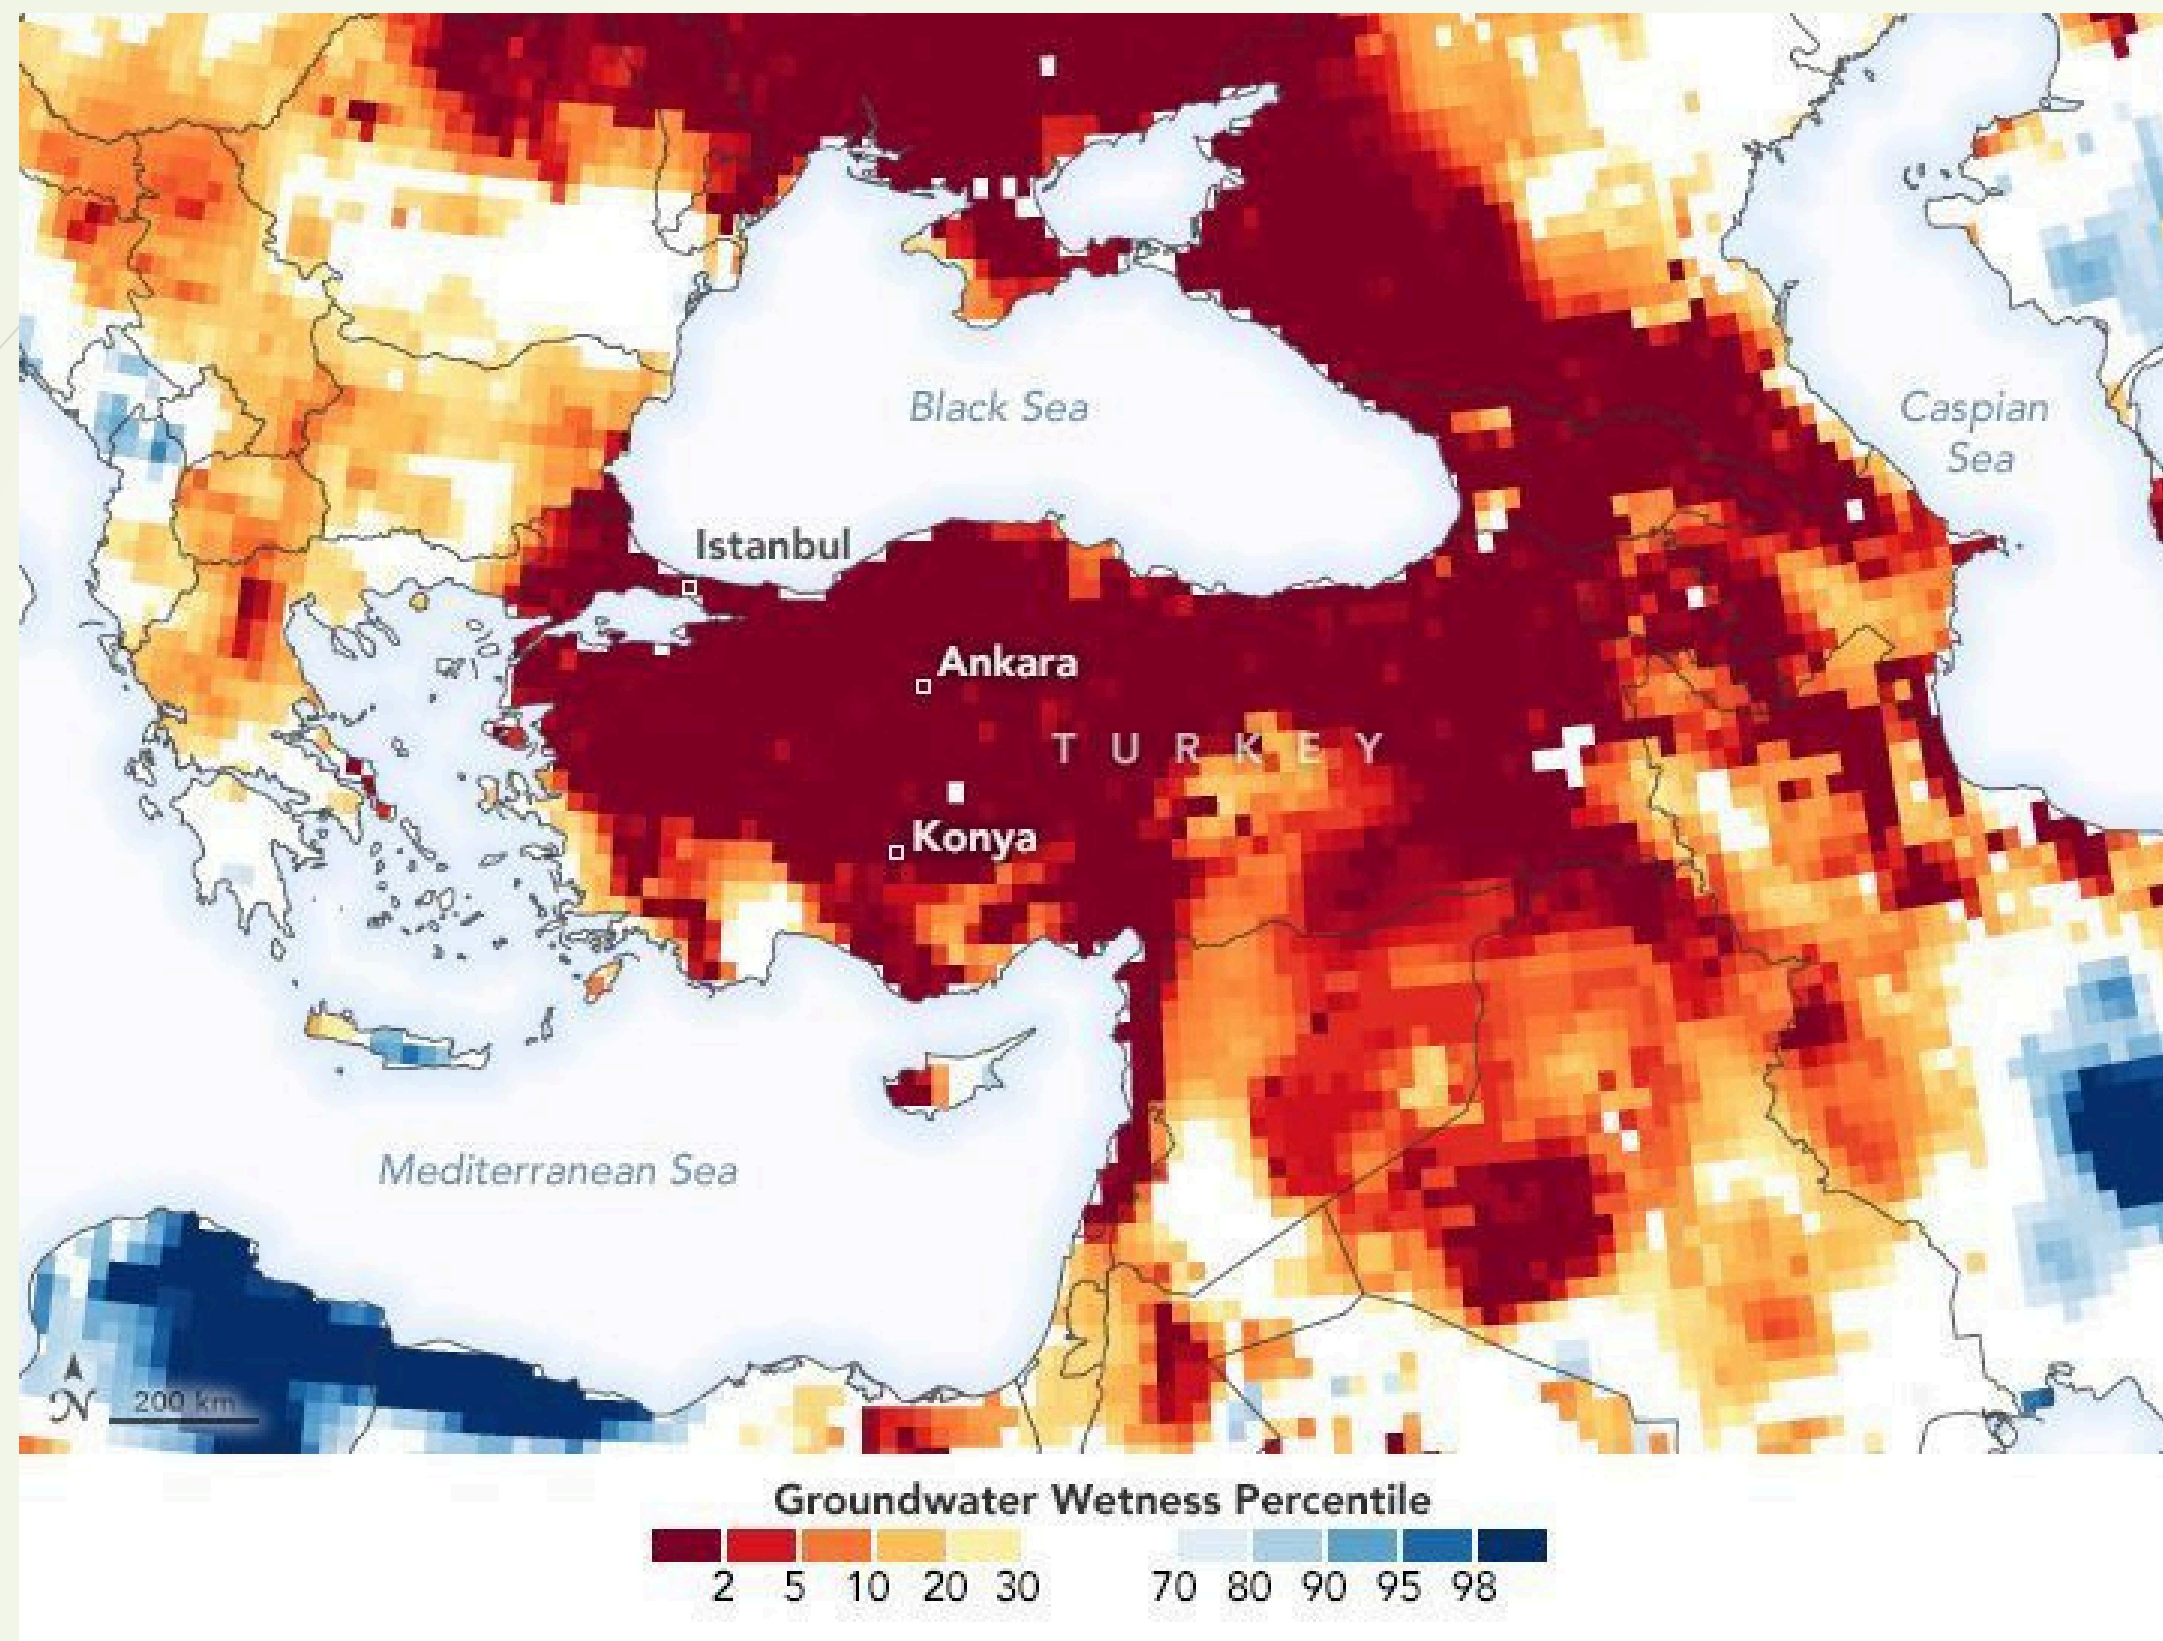 Black Sea
Caspian
Sea
Istanbul
Ankara
TURKEY
Konya
Mediterranean Sea
N
200 km
Groundwater Wetness Percentile
2 5 10 20 30 70 80 90 95 98